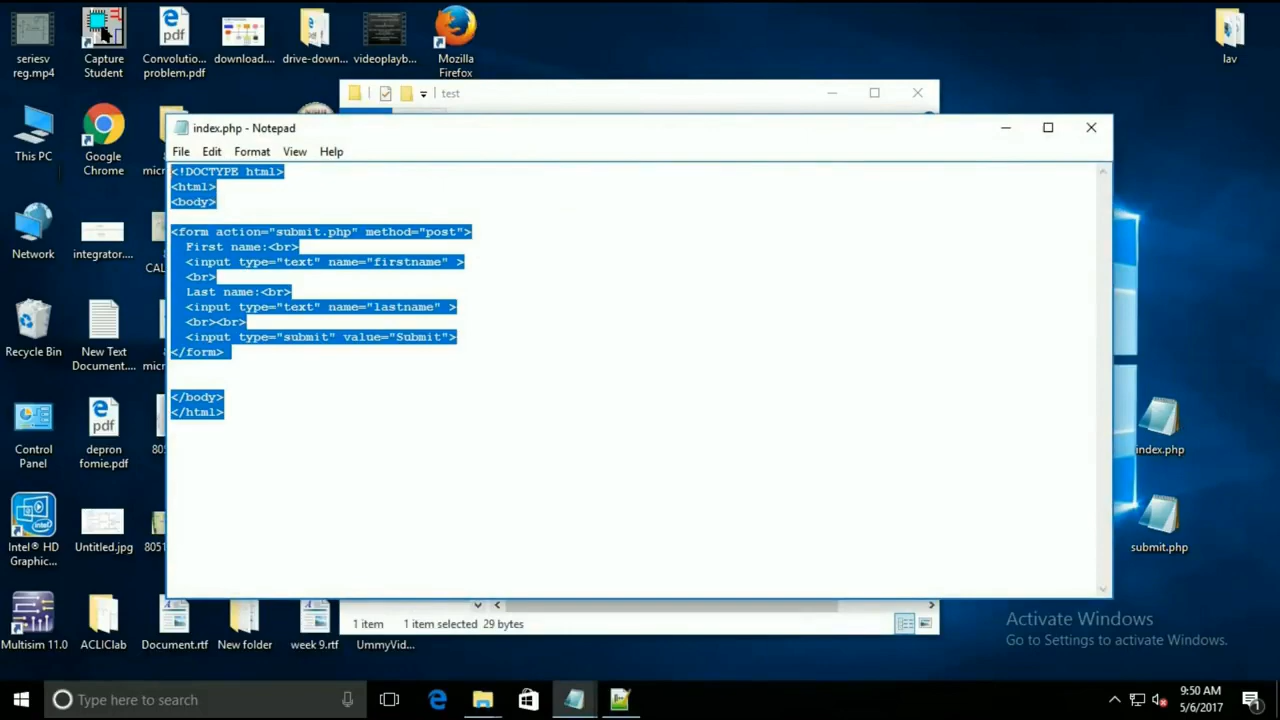 seriesv
reg.mp4
Capture
Student
Convolutio...
problem.pdf
download....
drive-down...
videoplayb...
Mozilla
Firefox
lav
test
This PC
Google
Chrome
micr
index.php - Notepad
File Edit Format View Help
<!DOCTYPE html>
<html>
<body>
<form action="submit.php" method="post">
First name:<br>
<input type="text" name="firstname" >
<br>
Last name:<br>
<input type="text" name="lastname" >
<br><br>
<input type="submit" value="Submit">
</form>
</body>
</html>
Network
integrator....
CAL
Recycle Bin
New Text
Document....
micr
Control
Panel
depron
fomie.pdf
805
index.php
Intel® HD
Graphic...
Untitled.jpg
8051
submit.php
Multisim 11.0
ACLIClab
Document.rtf
New folder
week 9.rtf
UmmyVid...
1 item 1 item selected 29 bytes
Activate Windows
Go to Settings to activate Windows.
Type here to search
9:50 AM
5/6/2017
1